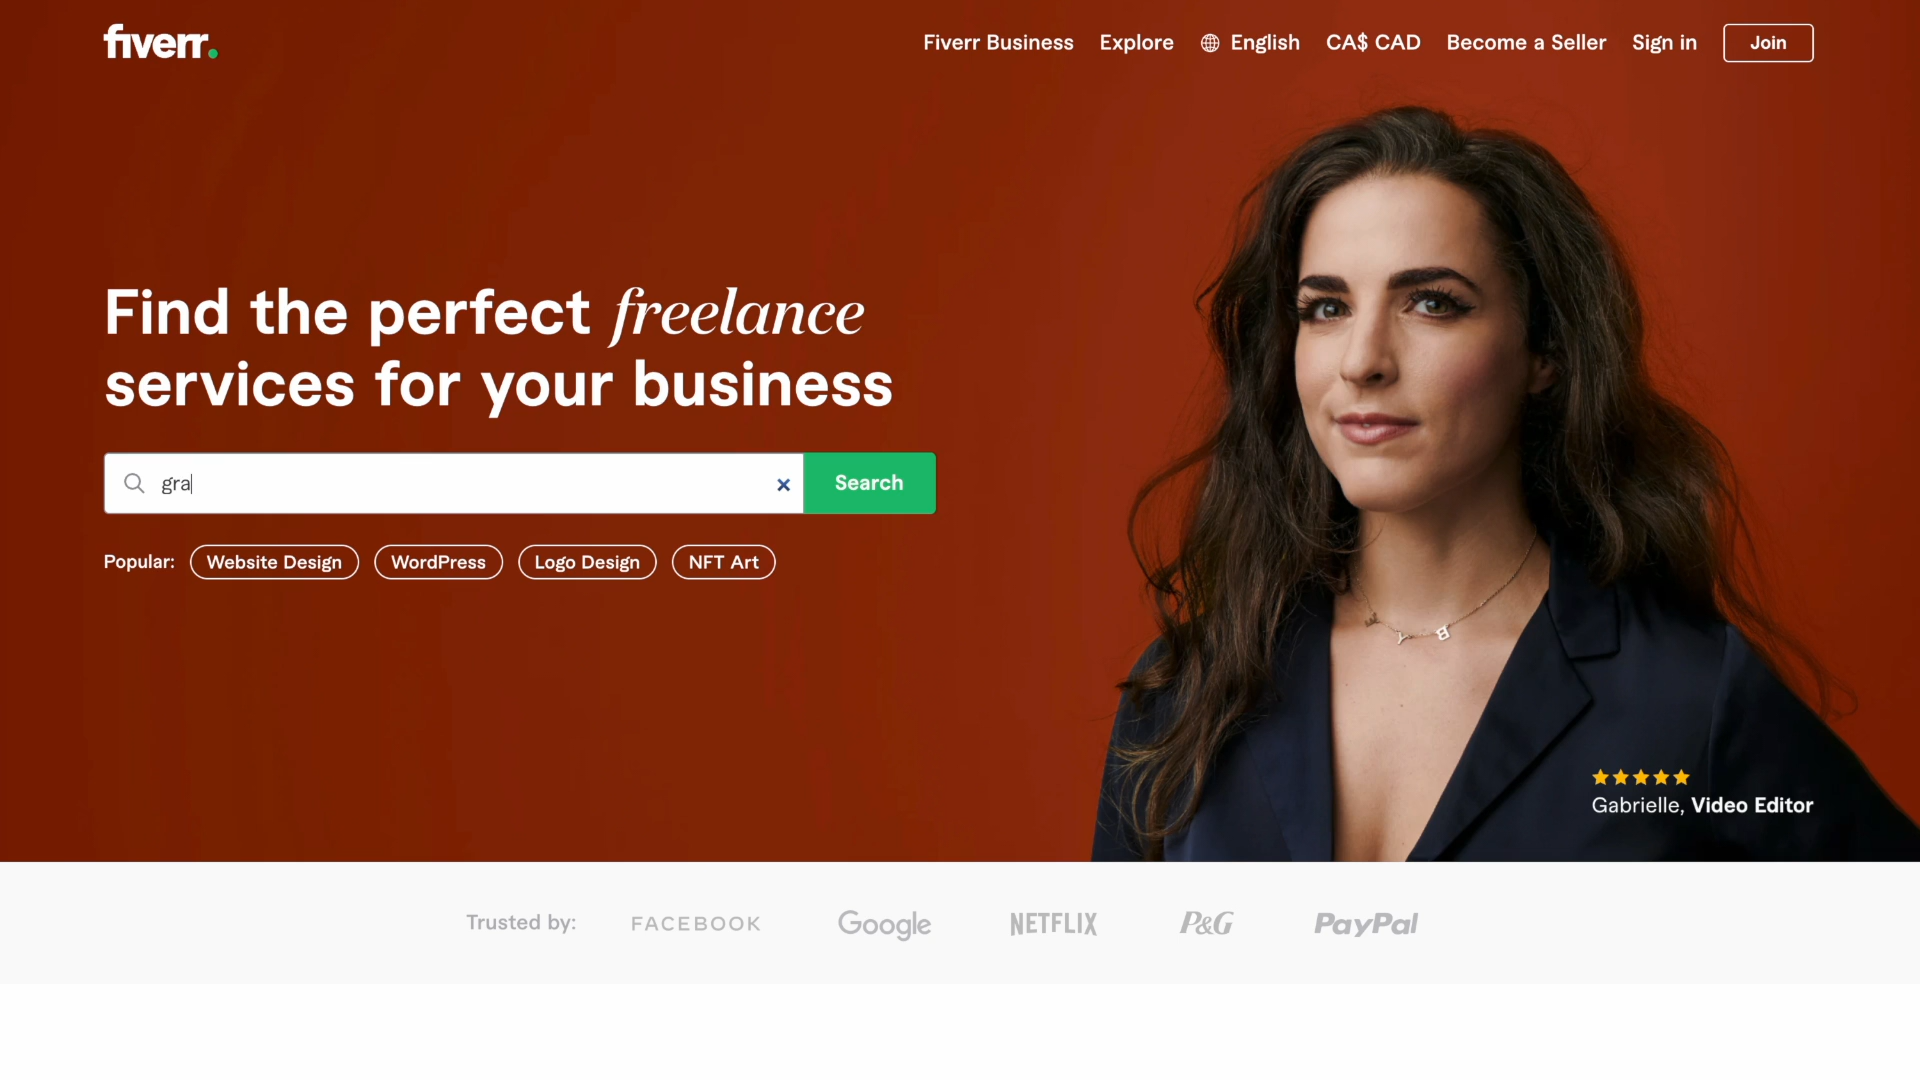 fiverr.
Fiverr Business Explore English CA$ CAD Become a Seller Sign in Join
Find the perfect freelance
services for your business
gra
Search
Popular: Website Design WordPress Logo Design NFT Art
Gabrielle, Video Editor
Trusted by: FACEBOOK Google NETFLIX P&G PayPal